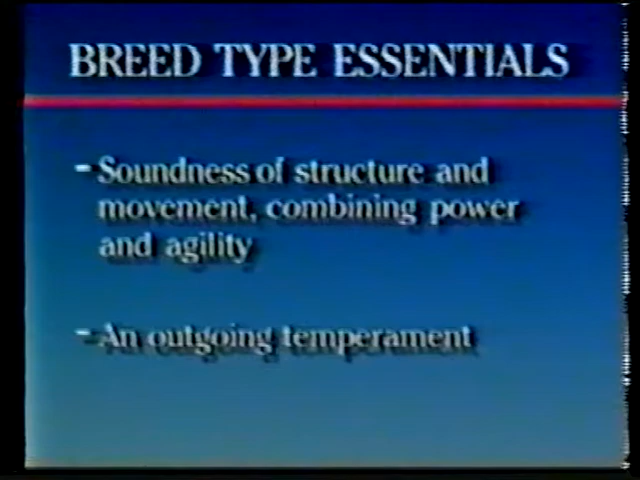 BREED TYPE ESSENTIALS
- Soundness of structure and
movement, combining power
and agility
- An outgoing temperament